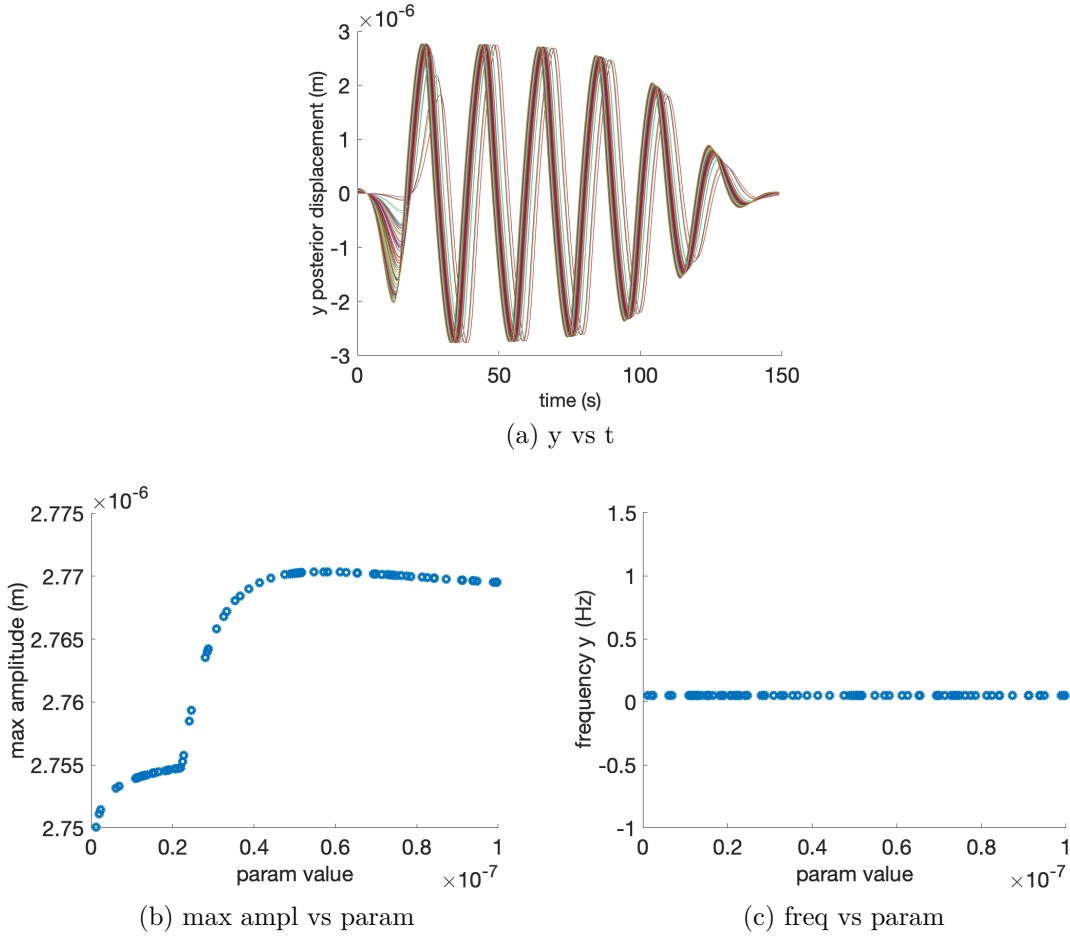 ×10⁻⁶
3
2
1
0
-1
-2
-3
y posterior displacement (m)
0 50 100 150
time (s)
(a) y vs t
×10⁻⁶
2.775
2.77
2.765
2.76
2.755
2.75
max amplitude (m)
0 0.2 0.4 0.6 0.8 1
param value
×10⁻⁷
(b) max ampl vs param
1.5
1
0.5
0
-0.5
-1
frequency y (Hz)
0 0.2 0.4 0.6 0.8 1
param value
×10⁻⁷
(c) freq vs param